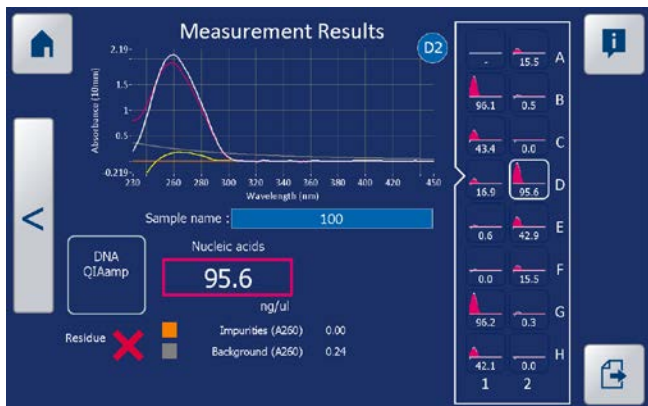 Measurement Results
D2
2.19
1.5
1
0.5
-0.219
Absorbance (10mm)
230 260 280 300 320 340 360 380 400 420 450
Wavelength (nm)
Sample name : 100
DNA
QIAamp
Nucleic acids
95.6
ng/ul
Residue
Impurities (A260) 0.00
Background (A260) 0.24
- 15.5 A
96.1 0.5 B
43.4 0.0 C
16.9 95.6 D
0.6 42.9 E
0.0 15.5 F
96.2 0.3 G
42.1 0.0 H
1 2
i
<